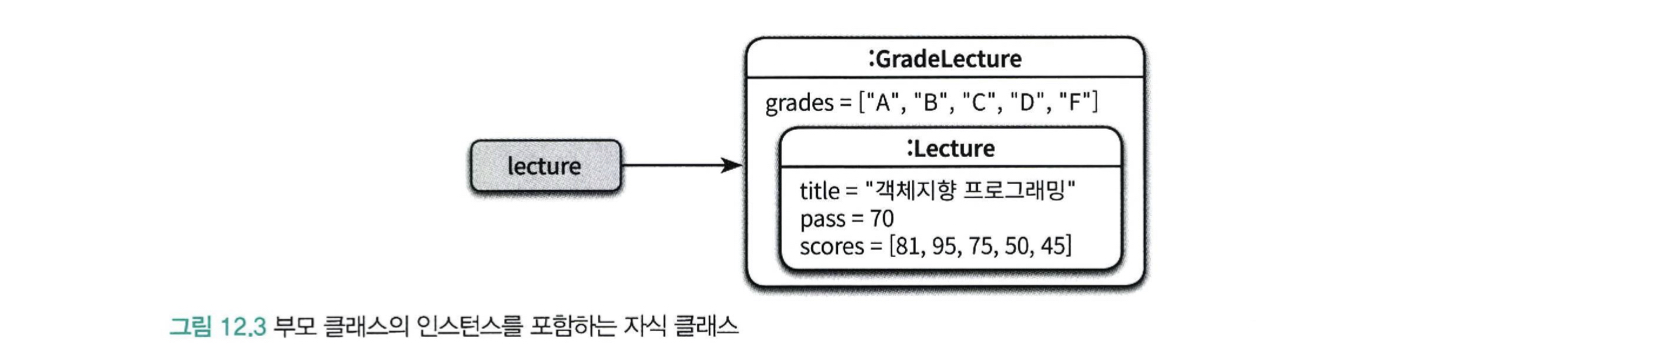 :GradeLecture
grades = ["A", "B", "C", "D", "F"]
lecture
:Lecture
title = "객체지향 프로그래밍"
pass = 70
scores = [81, 95, 75, 50, 45]
그림 12.3 부모 클래스의 인스턴스를 포함하는 자식 클래스